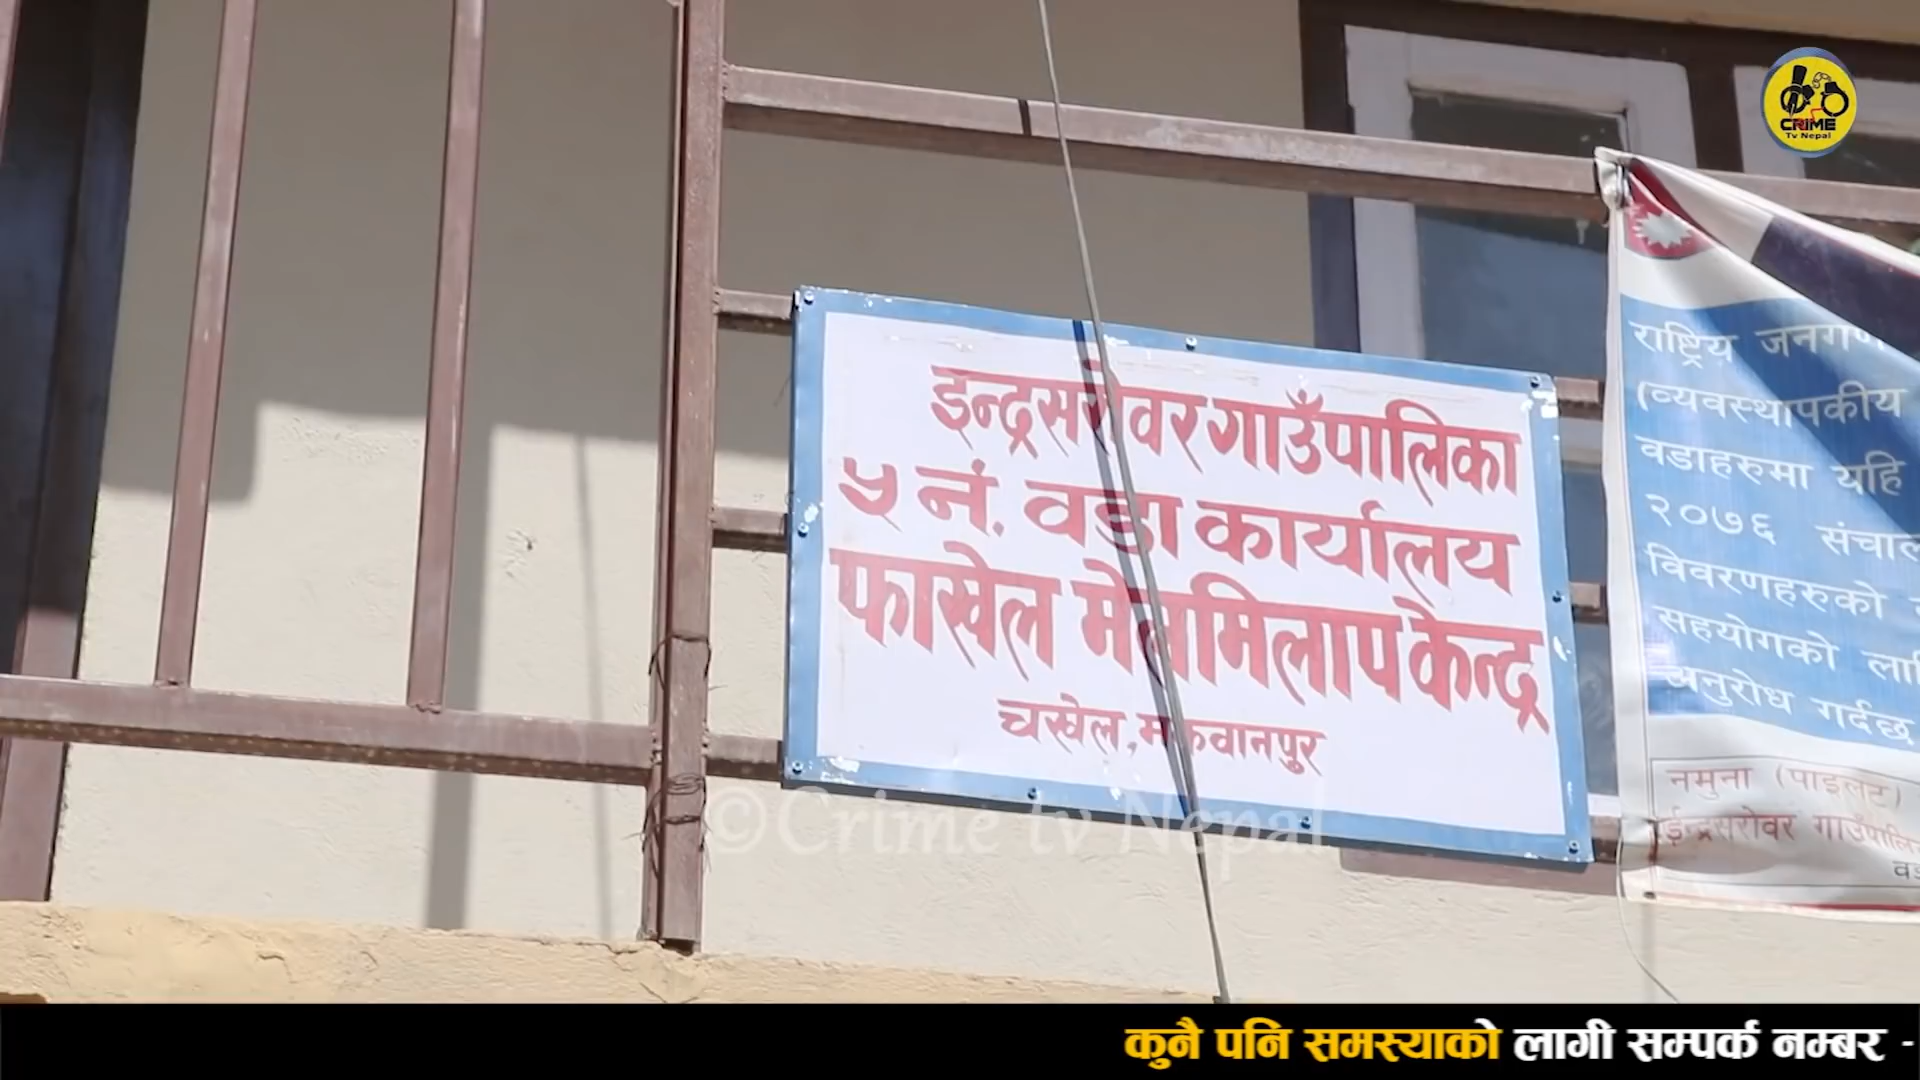 CRIME
Tv Nepal
इन्द्रसरोवर गाउँपालिका
५ नं. वडा कार्यालय
फाखेल मेलमिलाप केन्द्र
चखेल, मकवानपुर
राष्ट्रिय
(व्यवस्थापकीय
वडाहरुमा यहि
२०७६
विवरणहरुको
सहयोगको
अनुरोध गर्दछ
नमुना (पाइलट)
ईन्द्रसरोवर
©Crime tv Nepal
कुनै पनि समस्याको लागी सम्पर्क नम्बर -